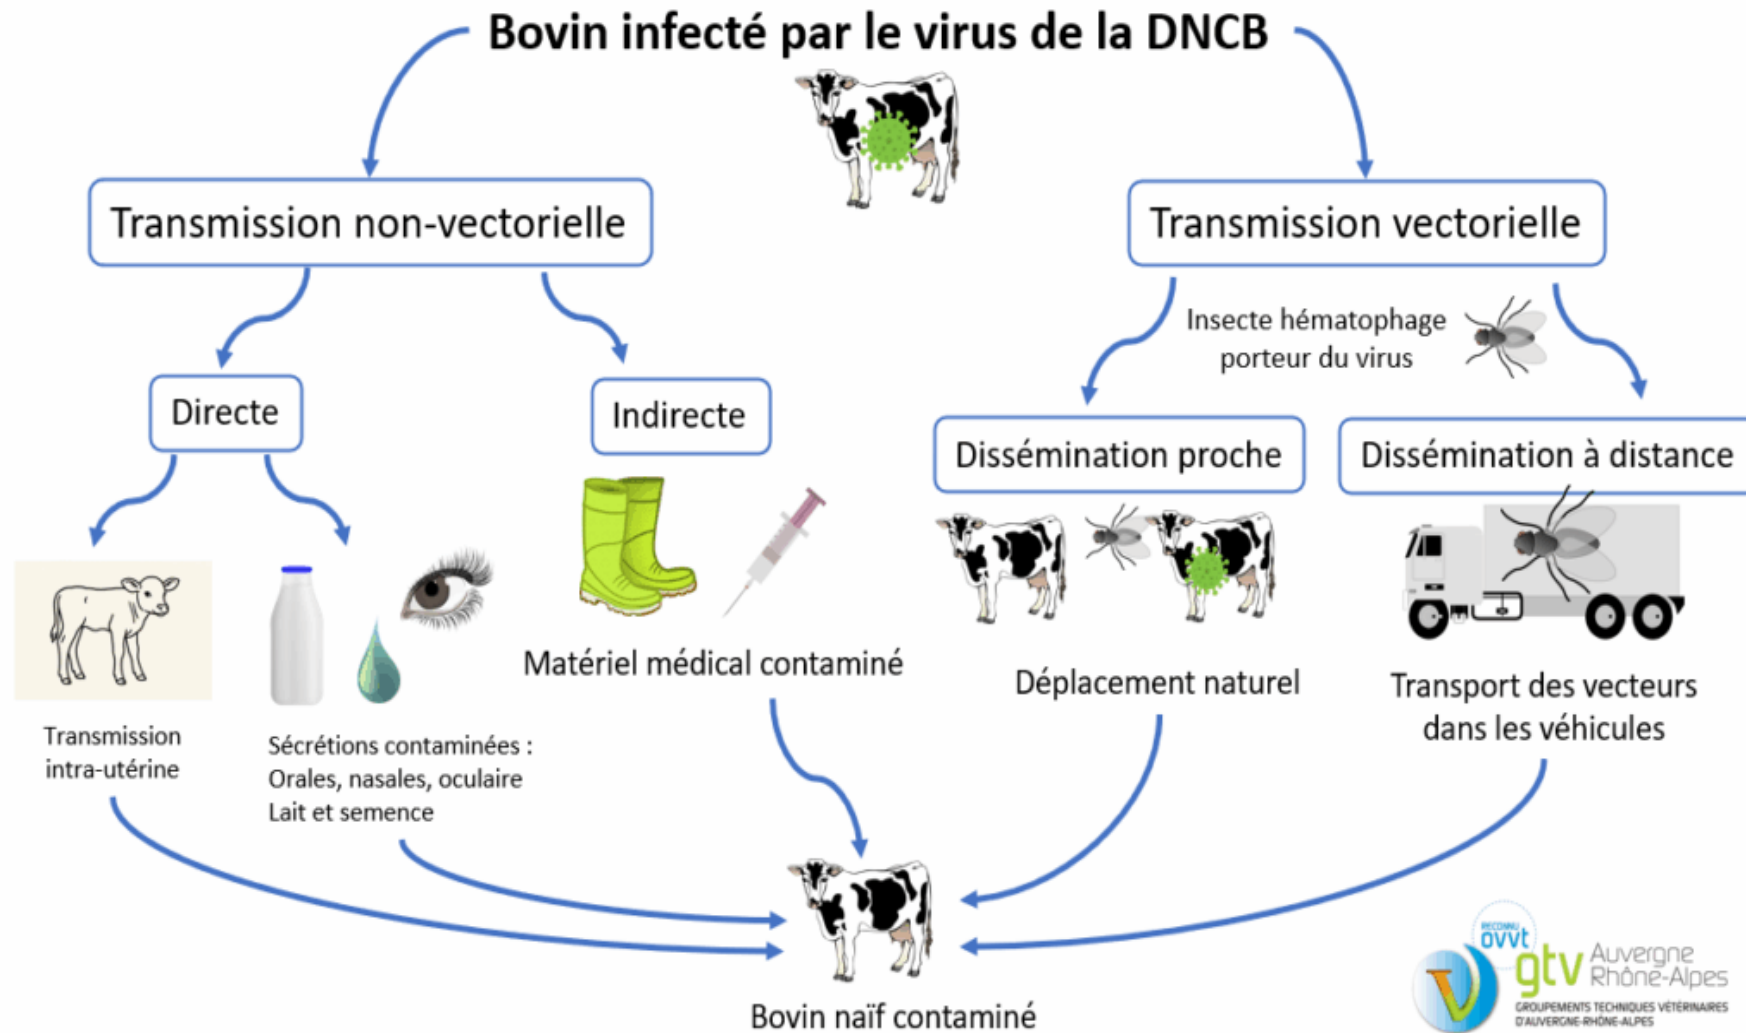 Bovin infecté par le virus de la DNCB
Transmission non-vectorielle
Transmission vectorielle
Insecte hématophage
porteur du virus
Directe
Indirecte
Dissémination proche
Dissémination à distance
Matériel médical contaminé
Déplacement naturel
Transport des vecteurs
dans les véhicules
Transmission
intra-utérine
Sécrétions contaminées :
Orales, nasales, oculaire
Lait et semence
Bovin naïf contaminé
RECONNU
ovvt
gtv Auvergne
Rhône-Alpes
GROUPEMENTS TECHNIQUES VÉTÉRINAIRES
D'AUVERGNE-RHÔNE-ALPES